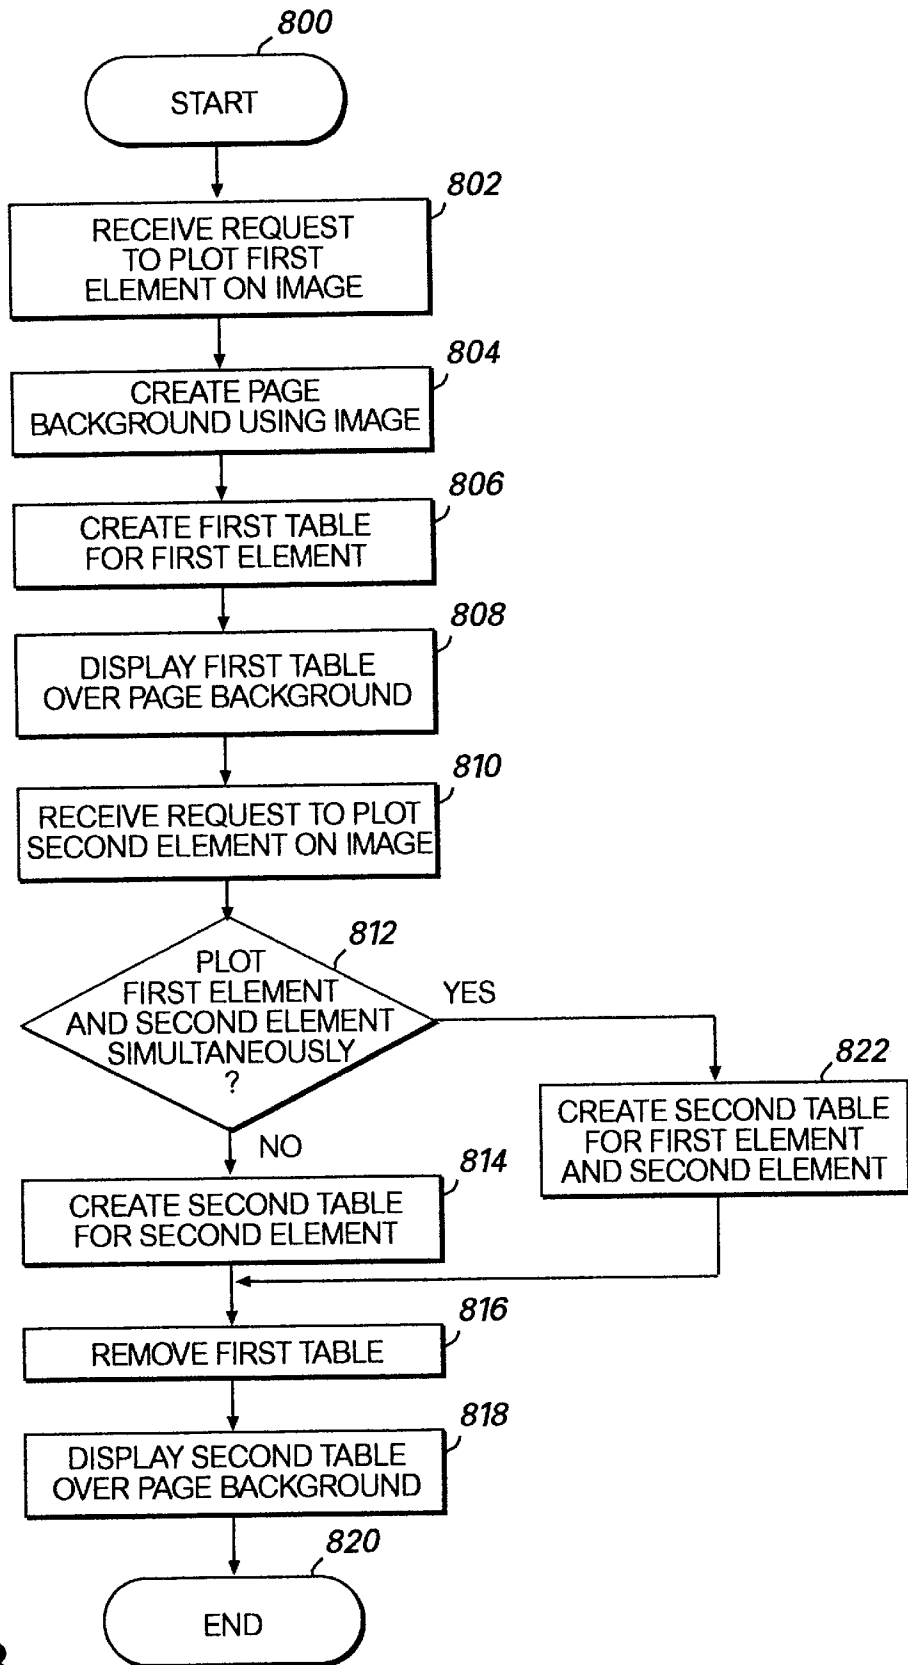 800
START
802
RECEIVE REQUEST
TO PLOT FIRST
ELEMENT ON IMAGE
804
CREATE PAGE
BACKGROUND USING IMAGE
806
CREATE FIRST TABLE
FOR FIRST ELEMENT
808
DISPLAY FIRST TABLE
OVER PAGE BACKGROUND
810
RECEIVE REQUEST TO PLOT
SECOND ELEMENT ON IMAGE
812
PLOT
FIRST ELEMENT
AND SECOND ELEMENT
SIMULTANEOUSLY
?
YES
822
CREATE SECOND TABLE
FOR FIRST ELEMENT
AND SECOND ELEMENT
NO
814
CREATE SECOND TABLE
FOR SECOND ELEMENT
816
REMOVE FIRST TABLE
818
DISPLAY SECOND TABLE
OVER PAGE BACKGROUND
820
END